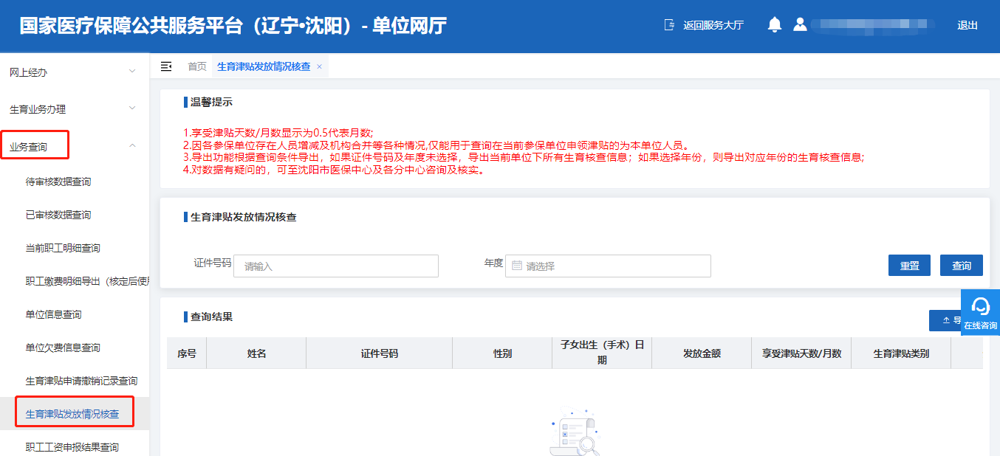 国家医疗保障公共服务平台（辽宁•沈阳）- 单位网厅
返回服务大厅
退出
网上经办
生育业务办理
业务查询
待审核数据查询
已审核数据查询
当前职工明细查询
职工缴费明细导出（核定后使
单位信息查询
单位欠费信息查询
生育津贴申请撤销记录查询
生育津贴发放情况核查
职工工资申报结果查询
首页
生育津贴发放情况核查 ×
温馨提示
1.享受津贴天数/月数显示为0.5代表月数;
2.因各参保单位存在人员增减及机构合并等各种情况,仅能用于查询在当前参保单位申领津贴的为本单位人员。
3.导出功能根据查询条件导出，如果证件号码及年度未选择，导出当前单位下所有生育核查信息；如果选择年份，则导出对应年份的生育核查信息;
4.对数据有疑问的，可至沈阳市医保中心及各分中心咨询及核实。
生育津贴发放情况核查
证件号码 请输入
年度 请选择
重置
查询
查询结果
导
在线咨询
序号
姓名
证件号码
性别
子女出生（手术）日
期
发放金额
享受津贴天数/月数
生育津贴类别